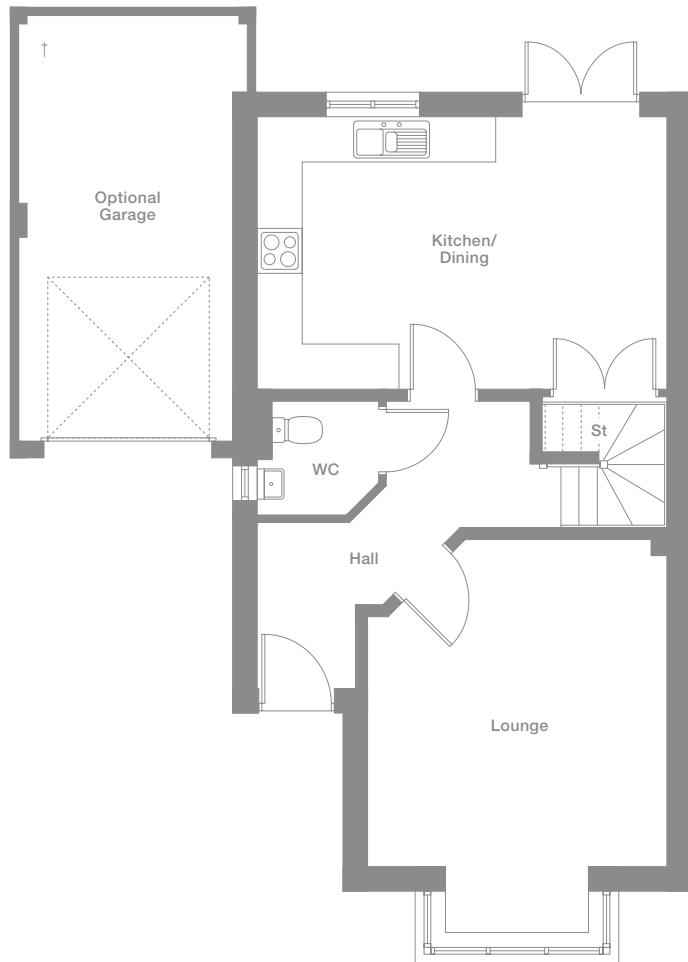 †
Optional
Garage
Kitchen/
Dining
St
WC
Hall
Lounge